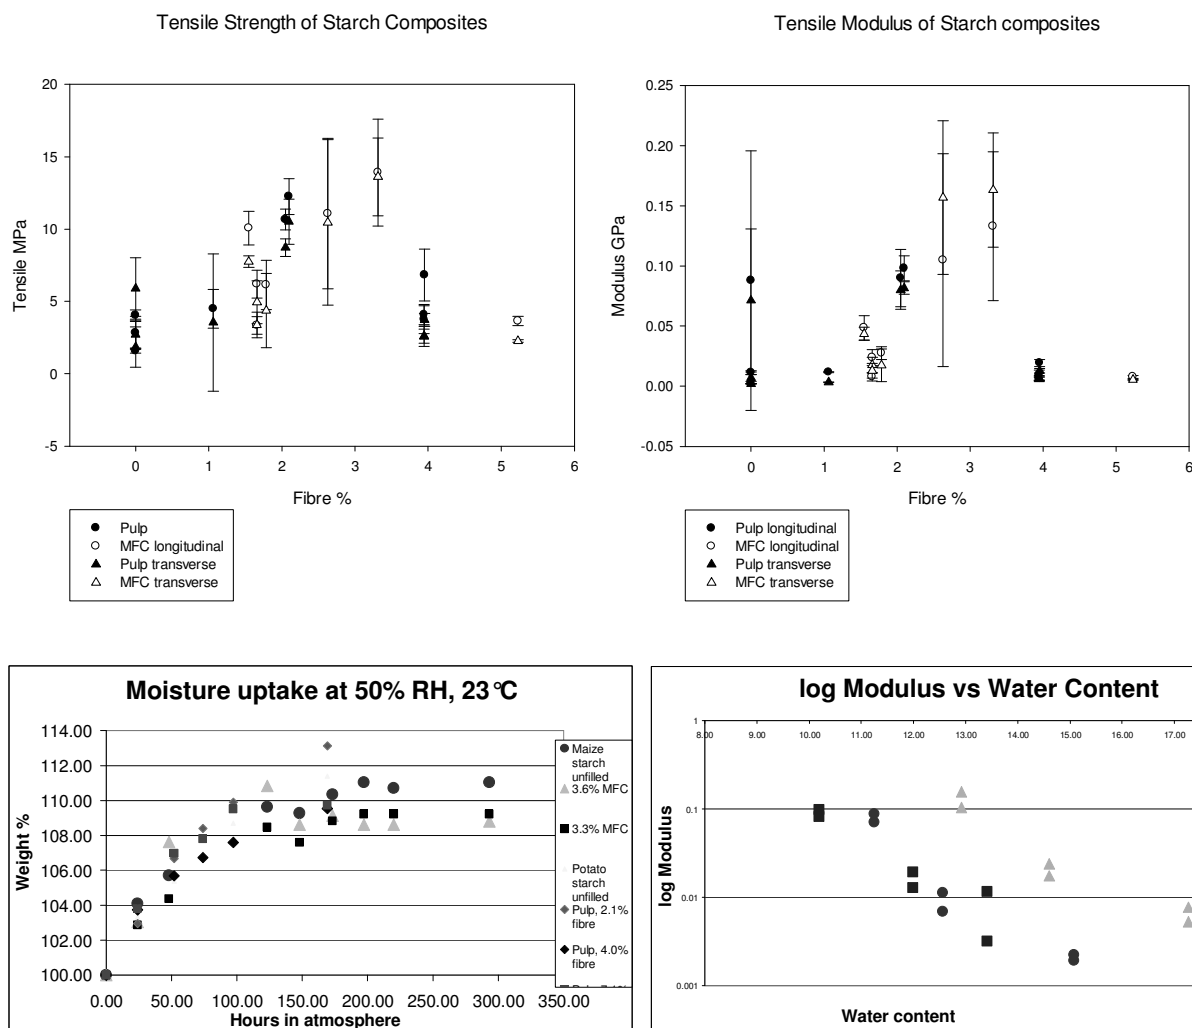 Tensile Strength of Starch Composites
Tensile MPa
20
15
10
5
0
-5
0 1 2 3 4 5 6
Fibre %
Pulp
MFC longitudinal
Pulp transverse
MFC transverse
Tensile Modulus of Starch composites
Modulus GPa
0.25
0.20
0.15
0.10
0.05
0.00
-0.05
0 1 2 3 4 5 6
Fibre %
Pulp longitudinal
MFC longitudinal
Pulp transverse
MFC transverse
Moisture uptake at 50% RH, 23°C
Weight %
114.00
112.00
110.00
108.00
106.00
104.00
102.00
100.00
0.00 50.00 100.00 150.00 200.00 250.00 300.00 350.00
Hours in atmosphere
Maize
starch
unfilled
3.6% MFC
3.3% MFC
Potato
starch
unfilled
Pulp, 2.1%
fibre
Pulp, 4.0%
fibre
log Modulus vs Water Content
log Modulus
1
0.1
0.01
0.001
8.00 9.00 10.00 11.00 12.00 13.00 14.00 15.00 16.00 17.00
Water content